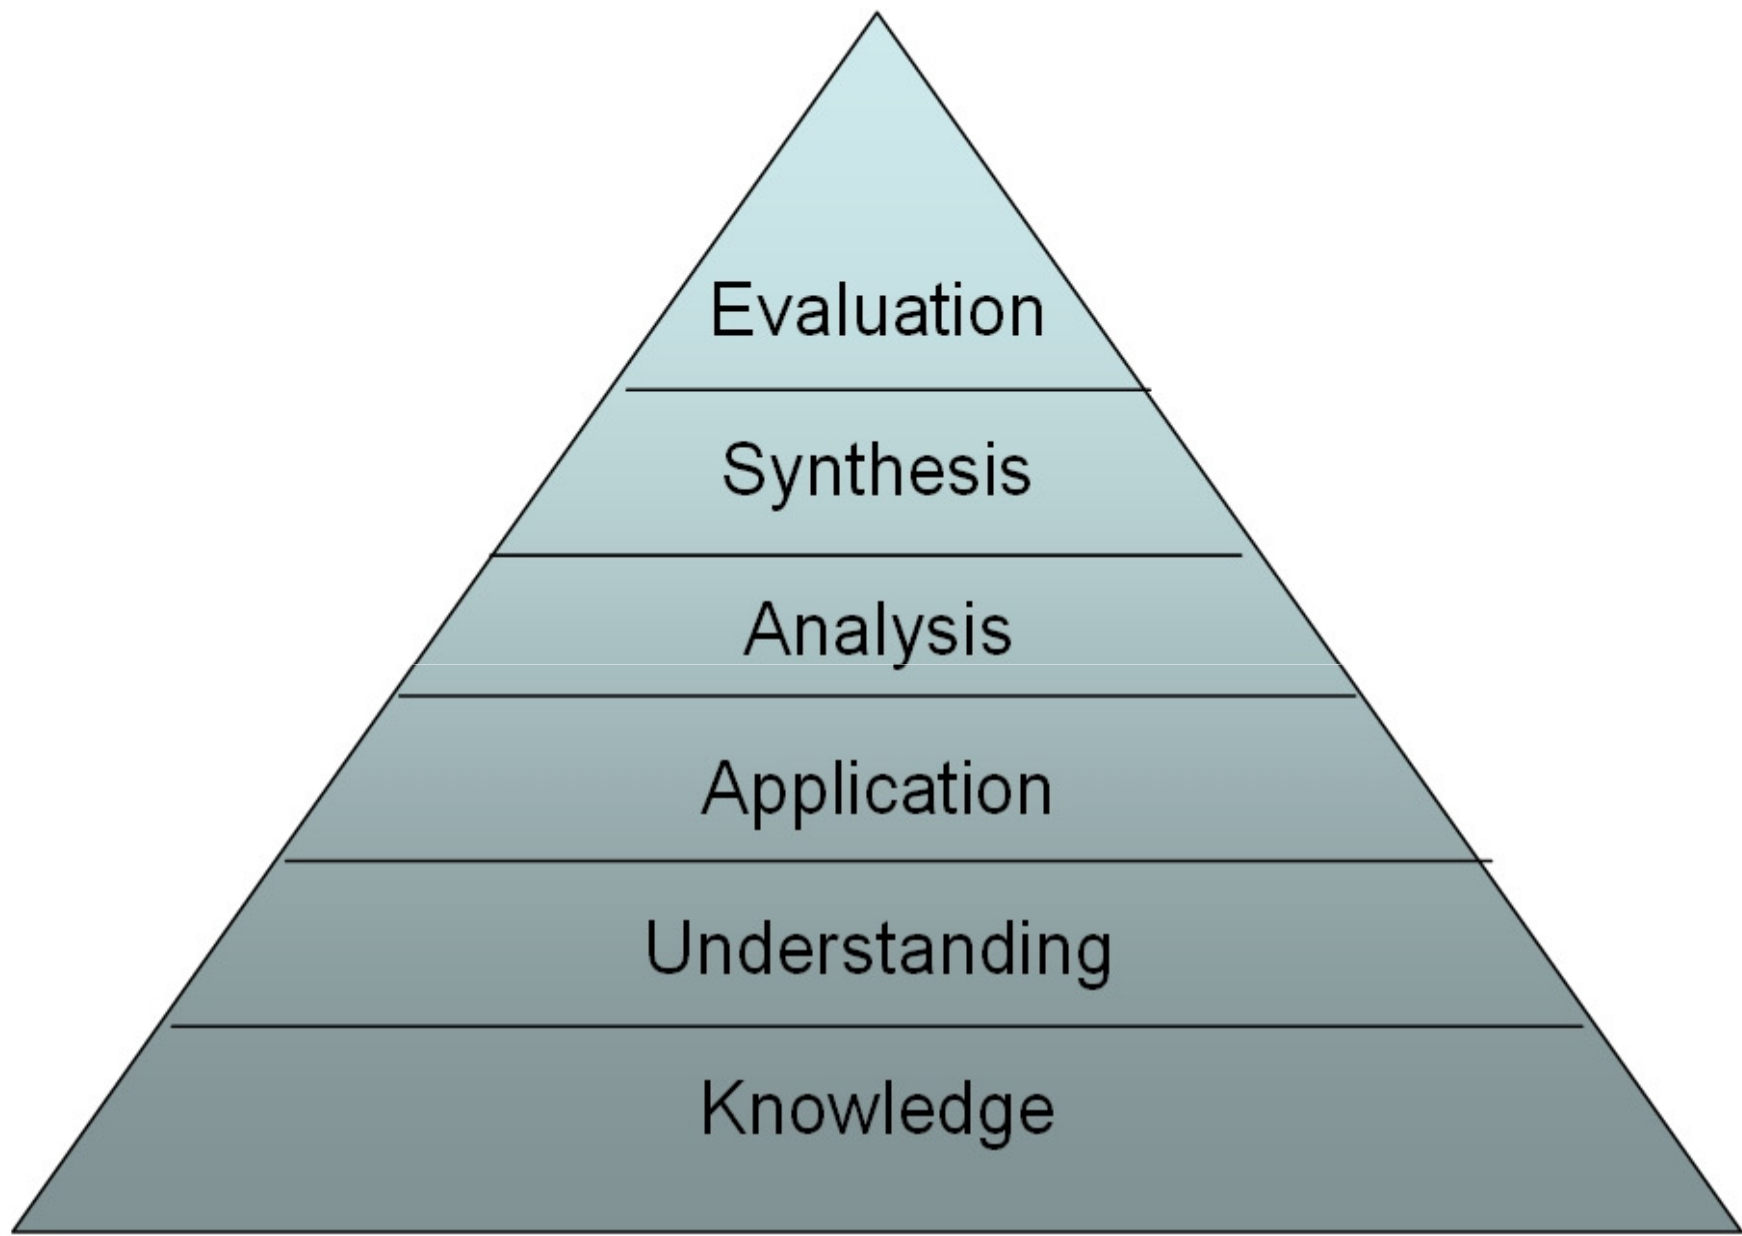 Evaluation
Synthesis
Analysis
Application
Understanding
Knowledge